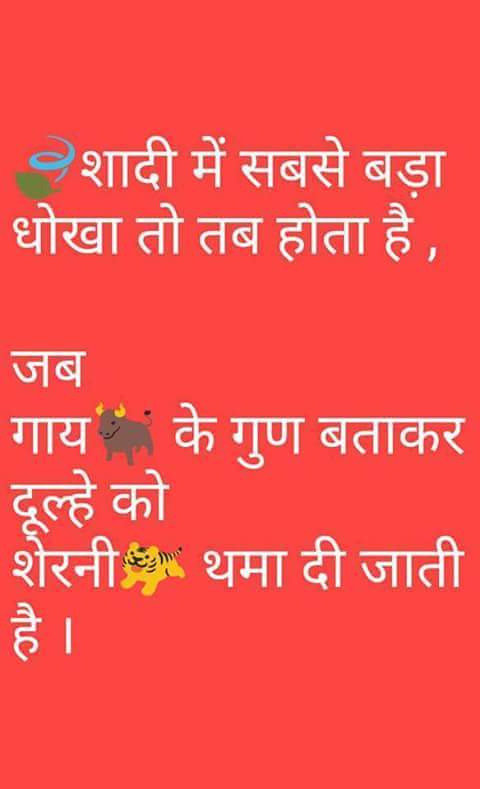 🍃शादी में सबसे बड़ा
धोखा तो तब होता है ,
जब
गाय🐂 के गुण बताकर
दूल्हे को
शेरनी🐅 थमा दी जाती
है ।